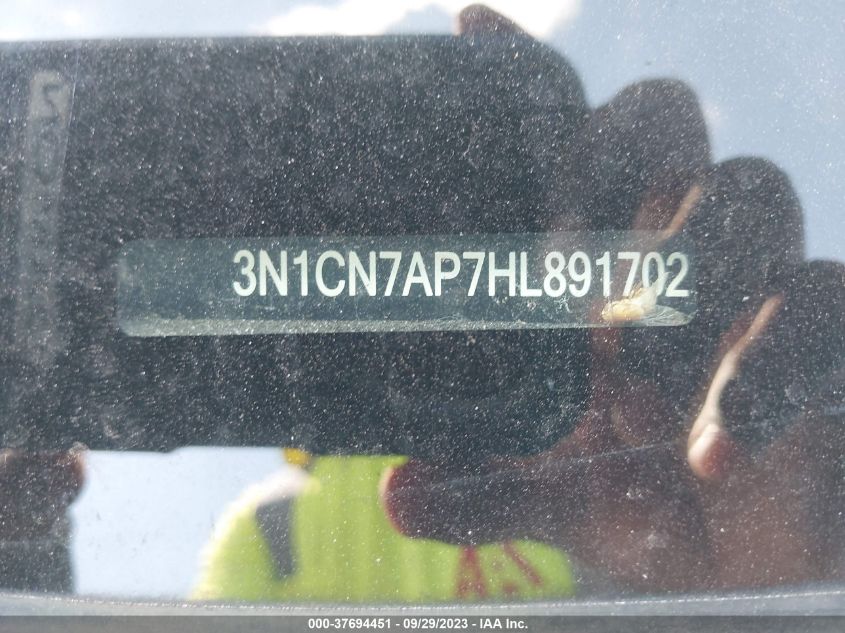 3N1CN7AP7HL891702
000-37694451 - 09/29/2023 - IAA Inc.